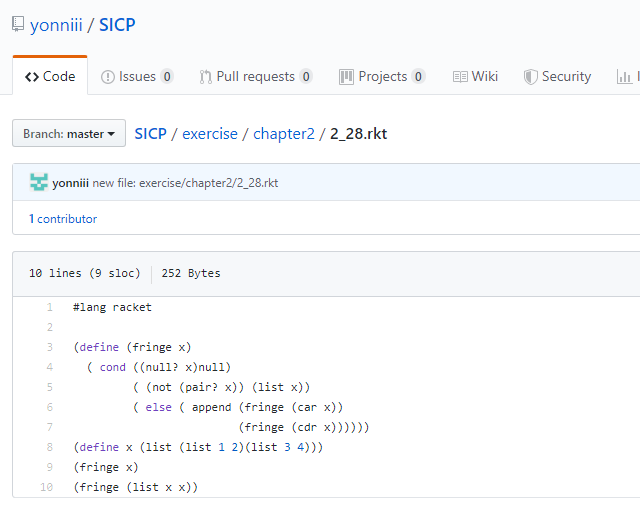 yonniii / SICP
Code Issues 0 Pull requests 0 Projects 0 Wiki Security
Branch: master SICP / exercise / chapter2 / 2_28.rkt
yonniii new file: exercise/chapter2/2_28.rkt
1 contributor
10 lines (9 sloc) 252 Bytes
1 #lang racket
2
3 (define (fringe x)
4 ( cond ((null? x)null)
5 ( (not (pair? x)) (list x))
6 ( else ( append (fringe (car x))
7 (fringe (cdr x))))))
8 (define x (list (list 1 2)(list 3 4)))
9 (fringe x)
10 (fringe (list x x))